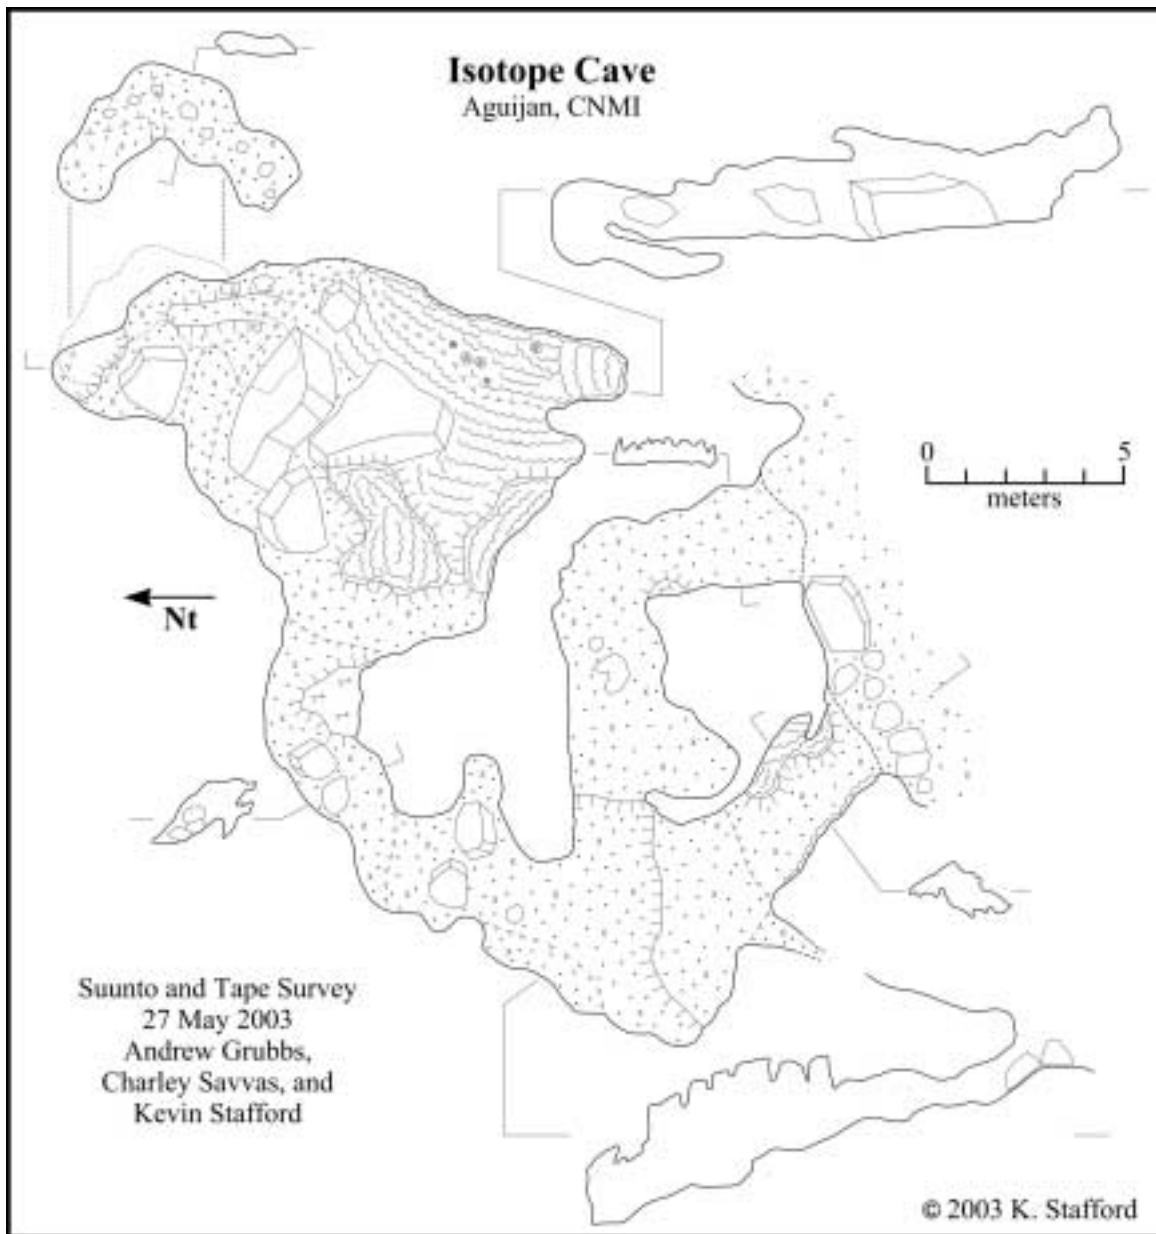 Isotope Cave
Aguijan, CNMI
0 5
meters
Nt
Suunto and Tape Survey
27 May 2003
Andrew Grubbs,
Charley Savvas, and
Kevin Stafford
© 2003 K. Stafford